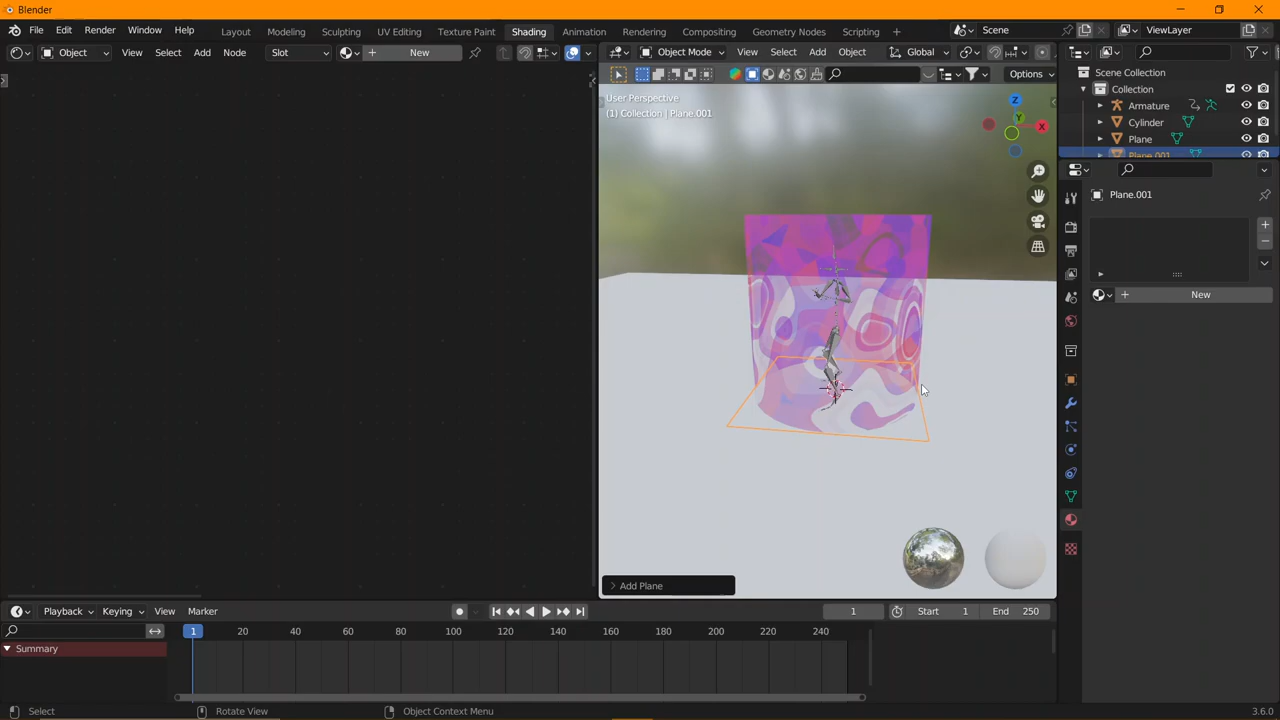 Blender
File Edit Render Window Help Layout Modeling Sculpting UV Editing Texture Paint Shading Animation Rendering Compositing Geometry Nodes Scripting Scene ViewLayer
Object View Select Add Node Slot New Object Mode View Select Add Object Global
Options
User Perspective
(1) Collection | Plane.001
Z
Y
X
Scene Collection
Collection
Armature
Cylinder
Plane
Plane.001
Plane.001
New
Add Plane
Playback Keying View Marker 1 Start 1 End 250
1 20 40 60 80 100 120 140 160 180 200 220 240
Summary
Select Rotate View Object Context Menu 3.6.0